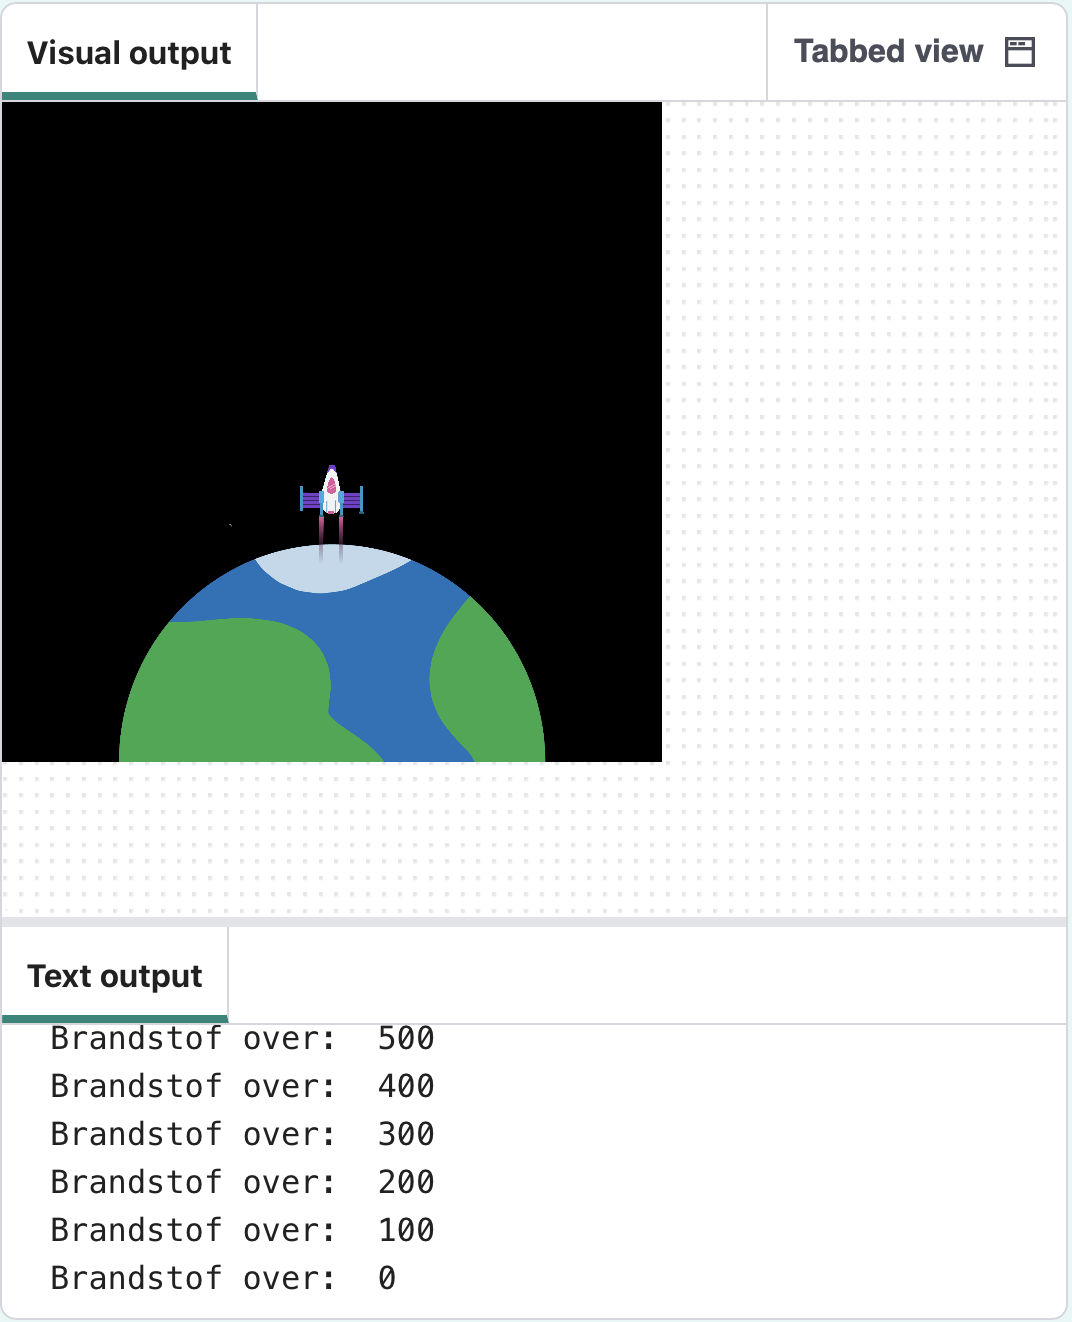 Visual output
Tabbed view
Text output
Brandstof over:  500
Brandstof over:  400
Brandstof over:  300
Brandstof over:  200
Brandstof over:  100
Brandstof over:  0